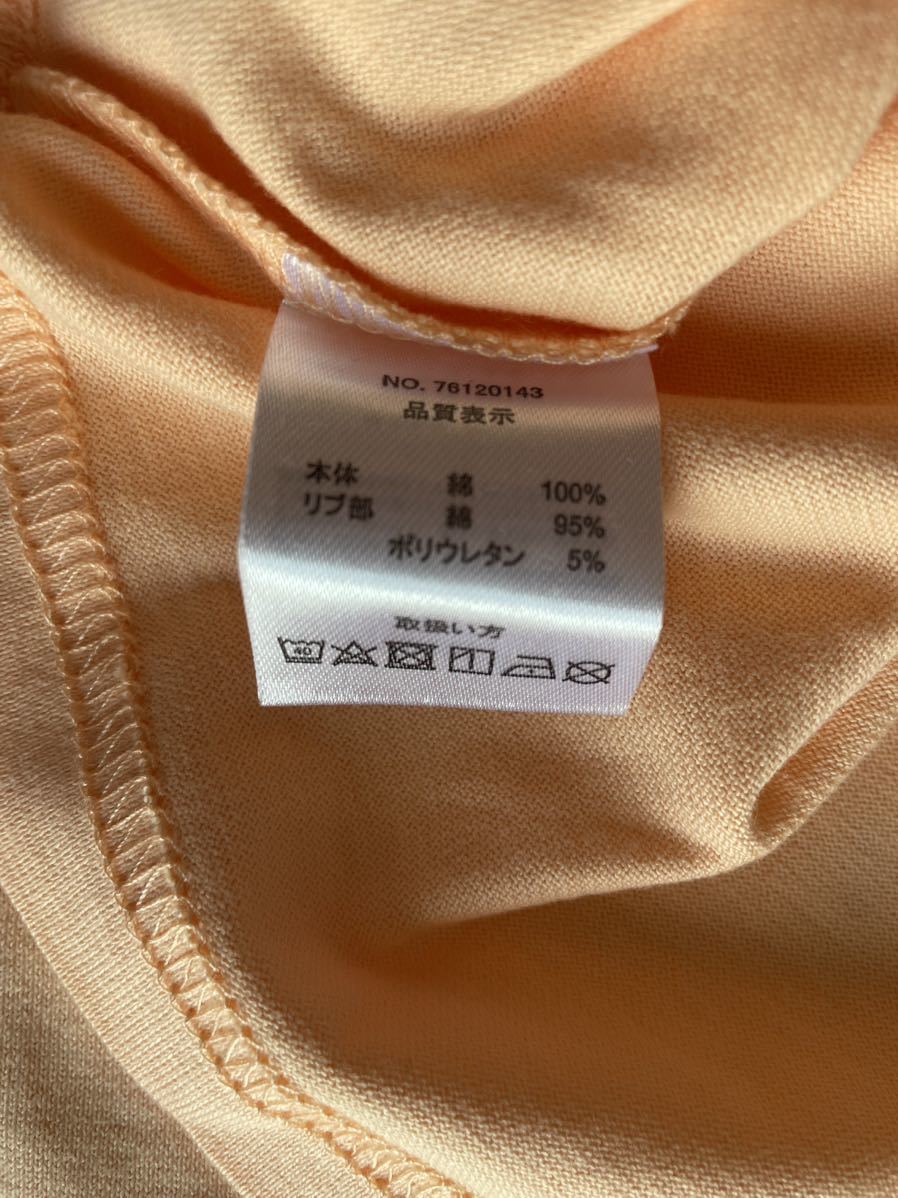 NO. 76120143
品質表示
本体 綿 100%
リブ部 綿 95%
ポリウレタン 5%
取扱い方
40